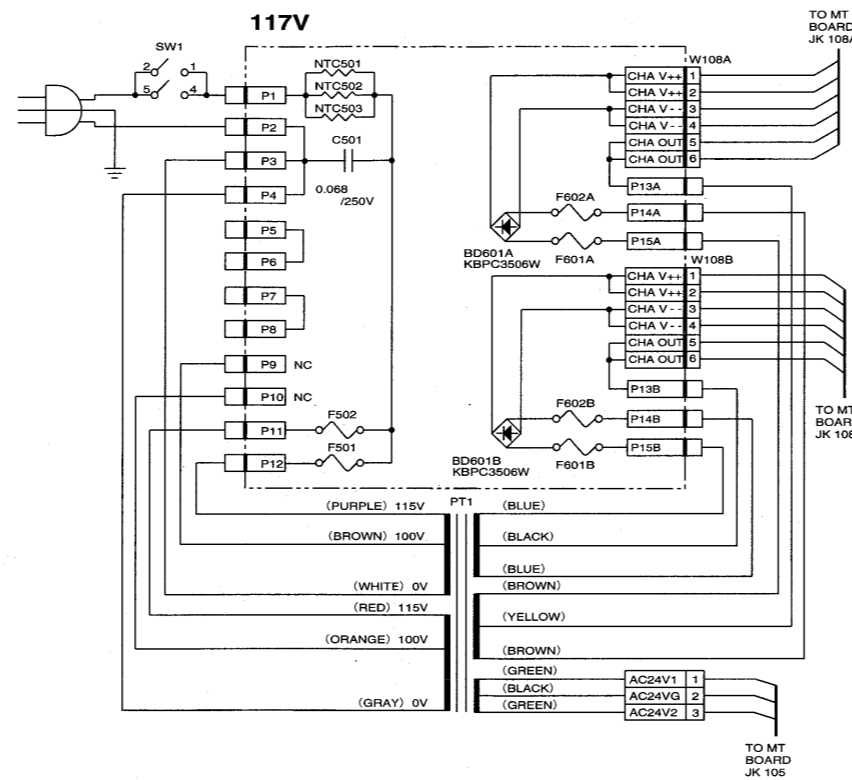 117V
SW1
2 1
5 4
P1
P2
P3
P4
P5
P6
P7
P8
P9 NC
P10 NC
P11
P12
NTC501
NTC502
NTC503
C501
0.068
/250V
F502
F501
TO MT
BOARD
JK 108A
W108A
CHA V++ 1
CHA V++ 2
CHA V-- 3
CHA V-- 4
CHA OUT 5
CHA OUT 6
P13A
F602A
P14A
P15A
F601A
BD601A
KBPC3506W
W108B
CHA V++ 1
CHA V++ 2
CHA V-- 3
CHA V-- 4
CHA OUT 5
CHA OUT 6
P13B
F602B
P14B
P15B
F601B
BD601B
KBPC3506W
TO MT
BOAR
JK 108
PT1
(PURPLE) 115V
(BROWN) 100V
(WHITE) 0V
(RED) 115V
(ORANGE) 100V
(GRAY) 0V
(BLUE)
(BLACK)
(BLUE)
(BROWN)
(YELLOW)
(BROWN)
(GREEN)
(BLACK)
(GREEN)
AC24V1 1
AC24VG 2
AC24V2 3
TO MT
BOARD
JK 105